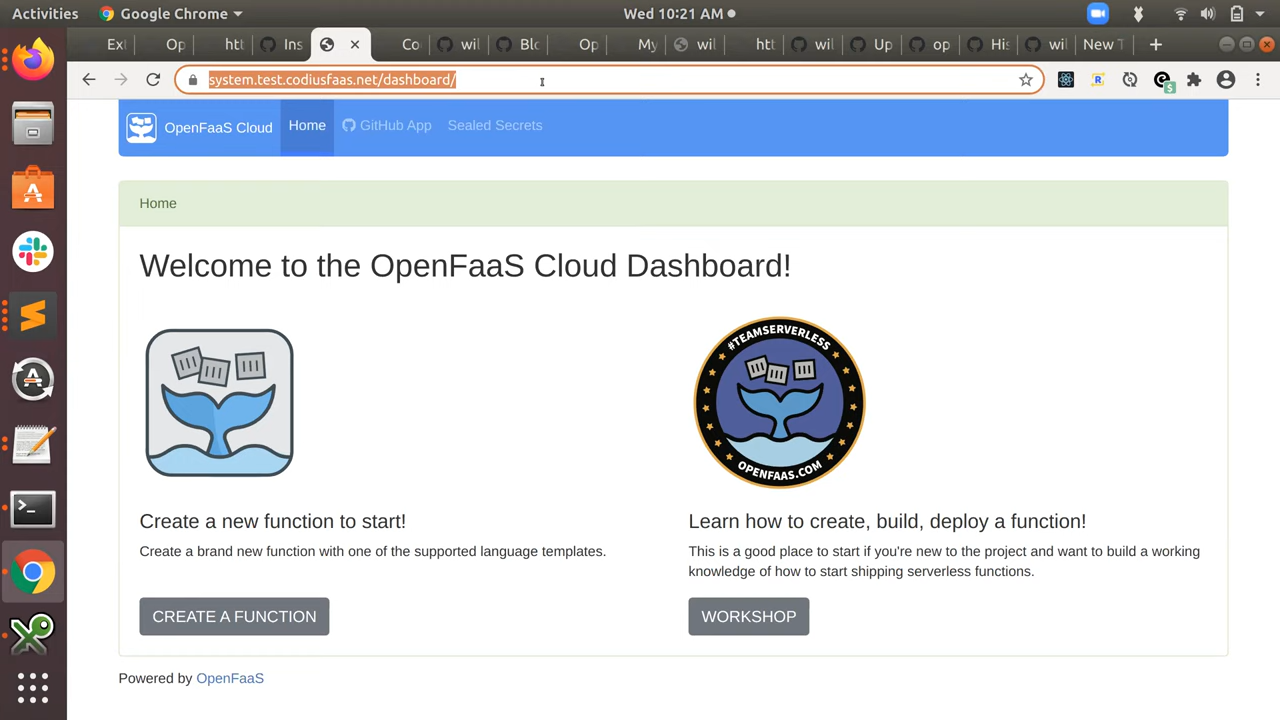 Activities
Google Chrome
Wed 10:21 AM
Ext
Op
htt
Ins
Co
wil
Blo
Op
My
wil
htt
wil
Up
op
His
wil
New T
system.test.codiusfaas.net/dashboard/
OpenFaaS Cloud
Home
GitHub App
Sealed Secrets
Home
Welcome to the OpenFaaS Cloud Dashboard!
#TEAMSERVERLESS
OPENFAAS.COM
Create a new function to start!
Learn how to create, build, deploy a function!
Create a brand new function with one of the supported language templates.
This is a good place to start if you're new to the project and want to build a working
knowledge of how to start shipping serverless functions.
CREATE A FUNCTION
WORKSHOP
Powered by OpenFaaS